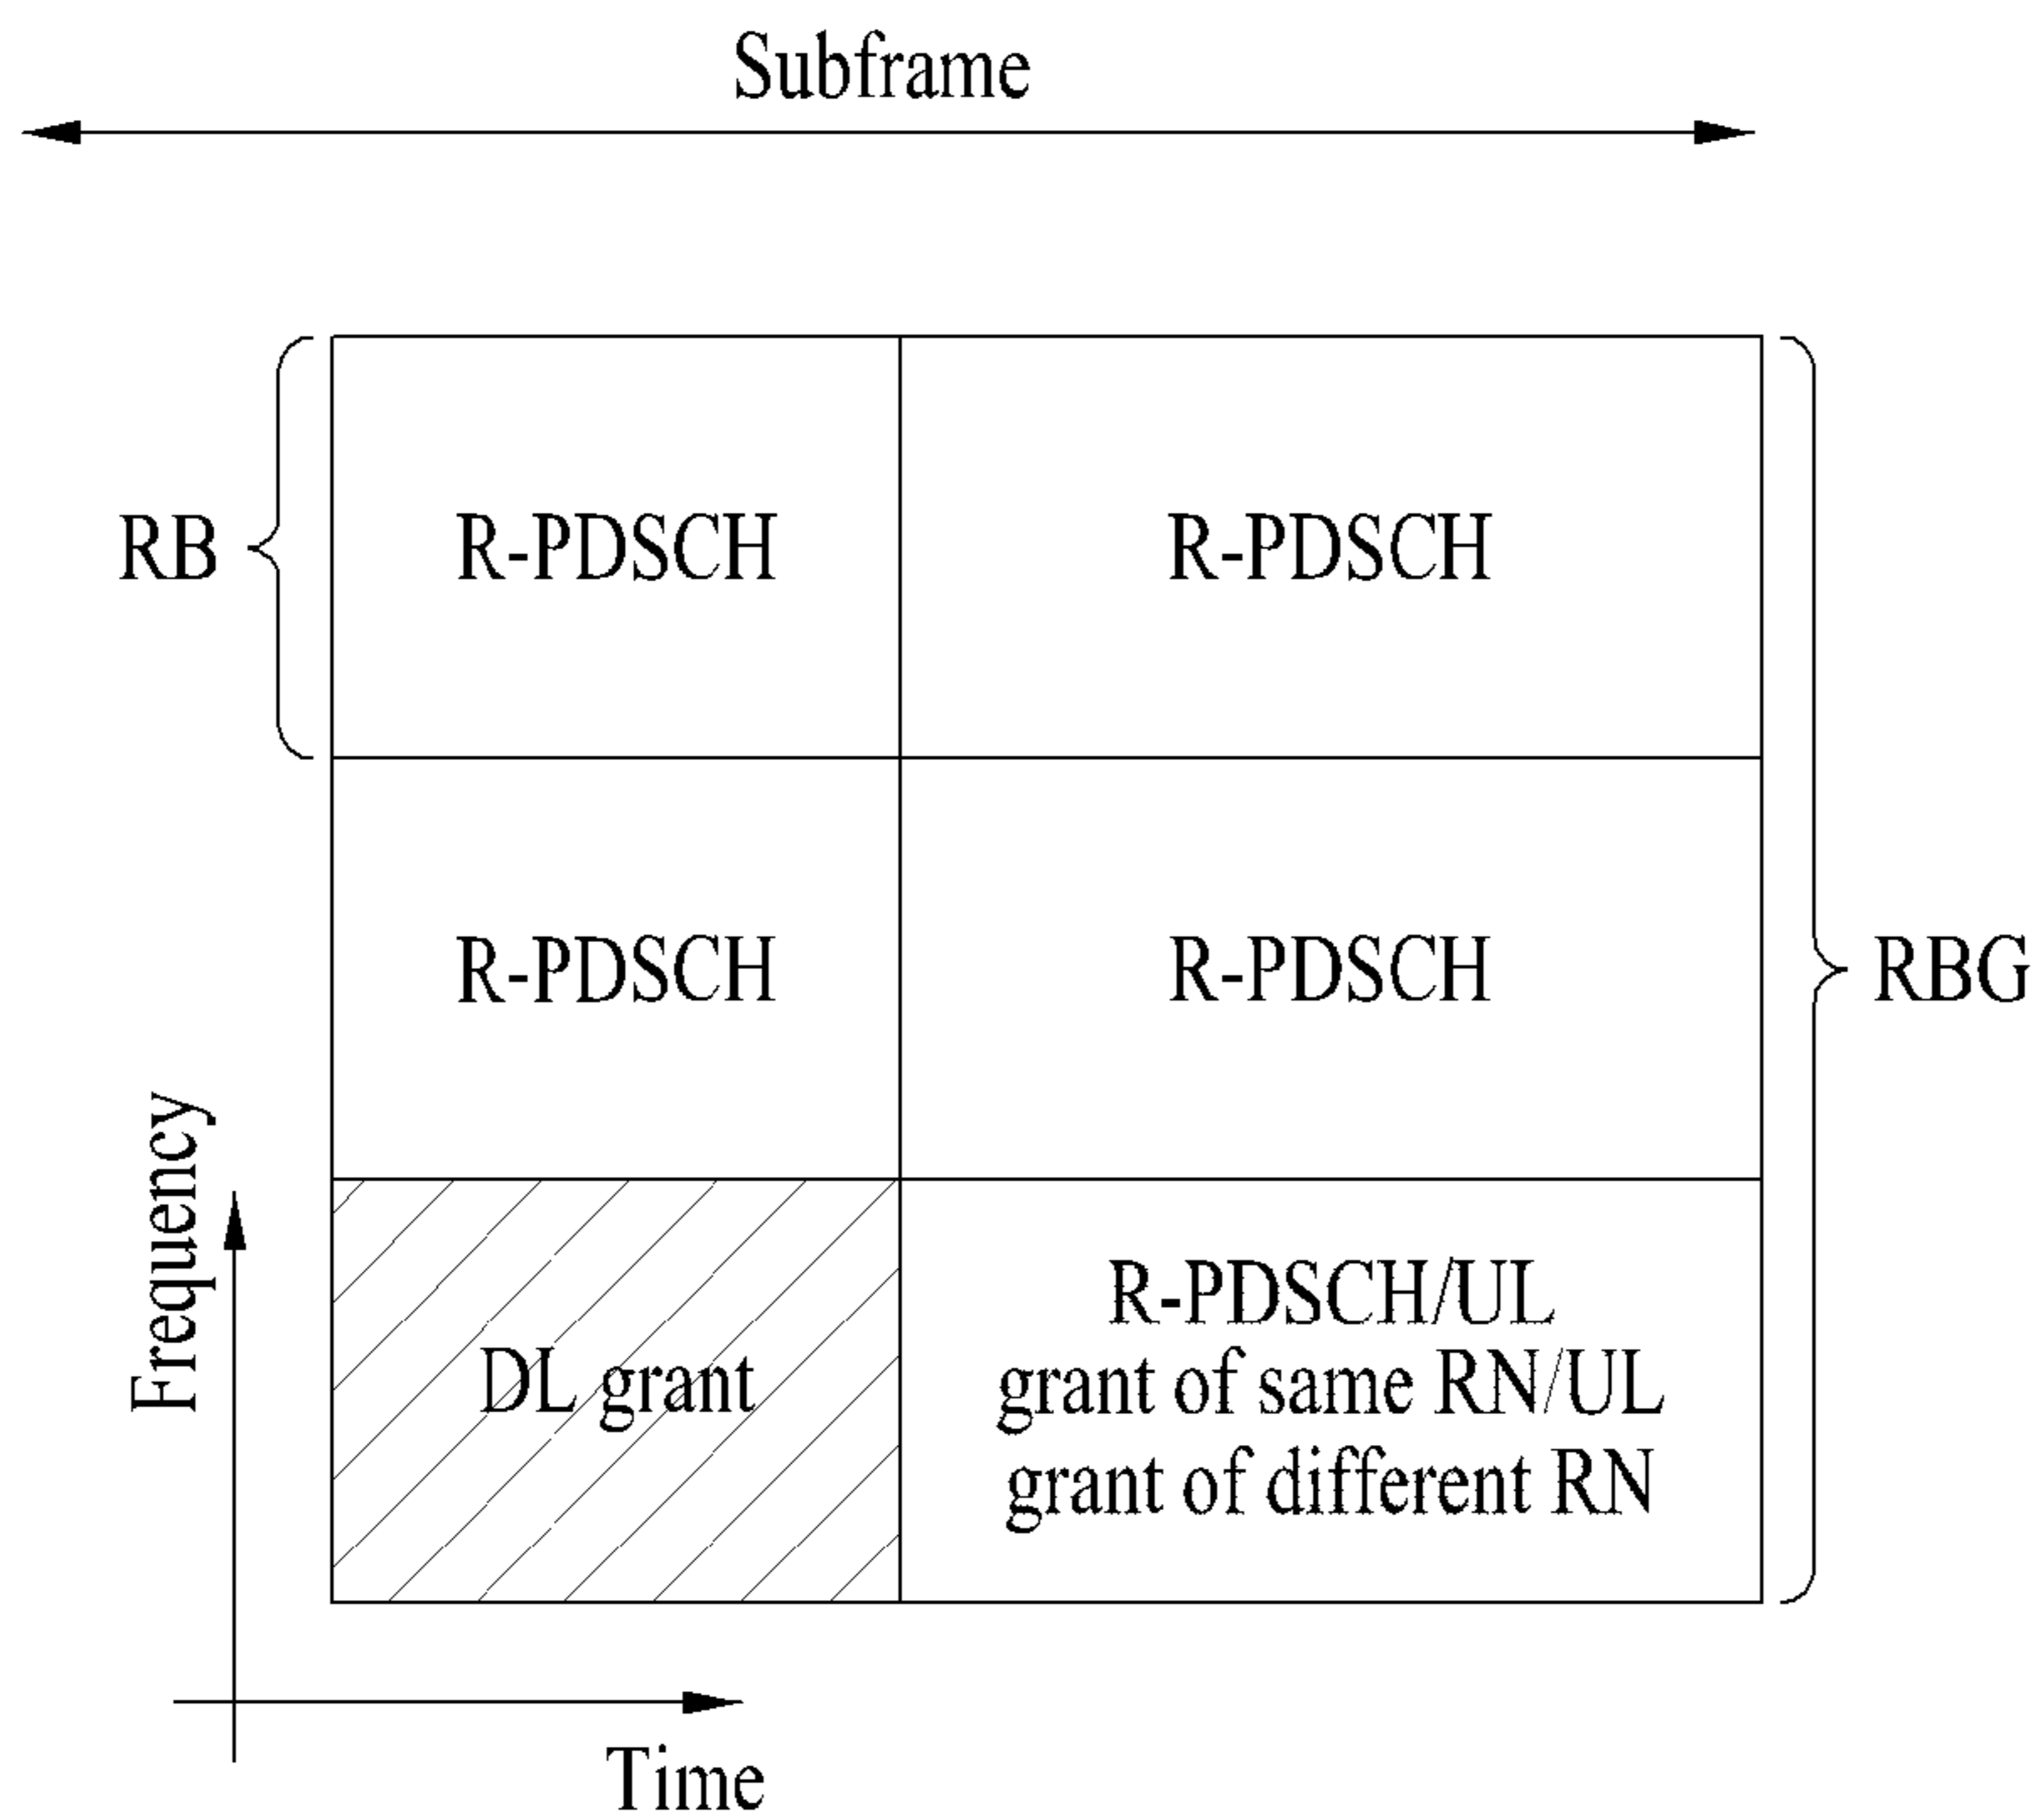 Subframe
RB
R-PDSCH
R-PDSCH
R-PDSCH
R-PDSCH
RBG
Frequency
DL grant
R-PDSCH/UL
grant of same RN/UL
grant of different RN
Time